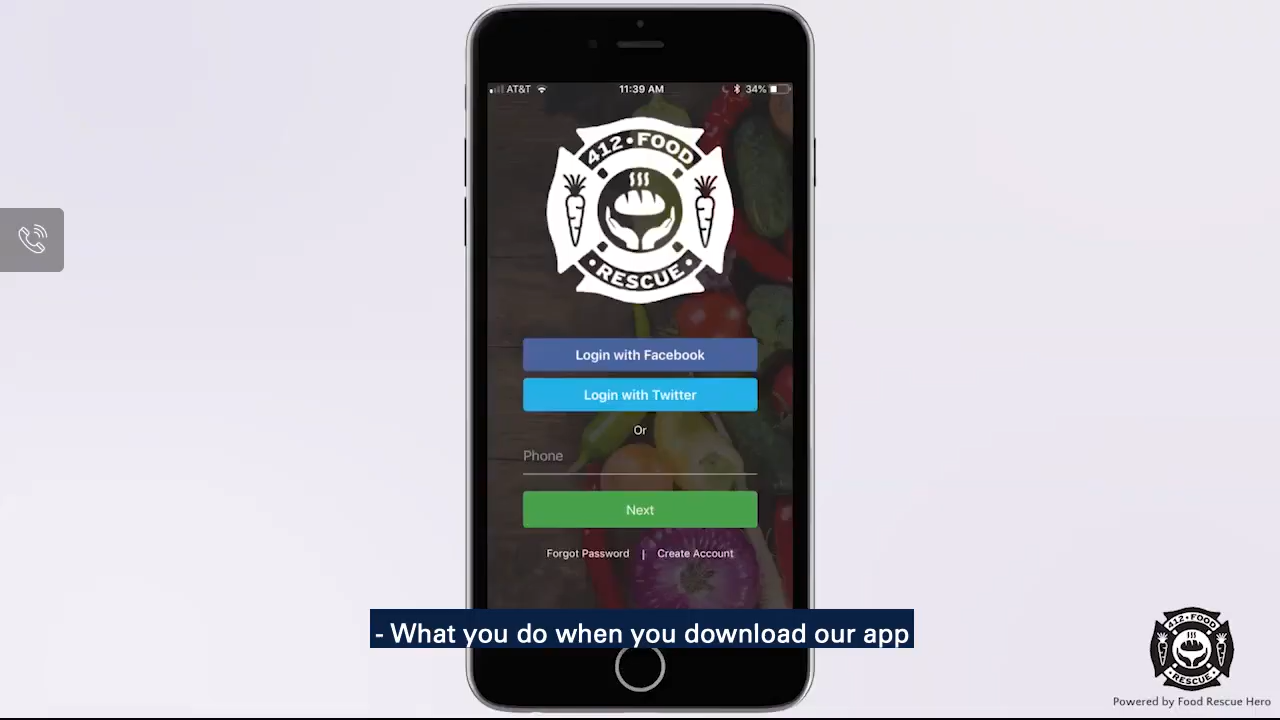 AT&T
11:39 AM
34%
412 • FOOD
RESCUE
Login with Facebook
Login with Twitter
Or
Phone
Next
Forgot Password | Create Account
- What you do when you download our app
412 • FOOD
RESCUE
Powered by Food Rescue Hero